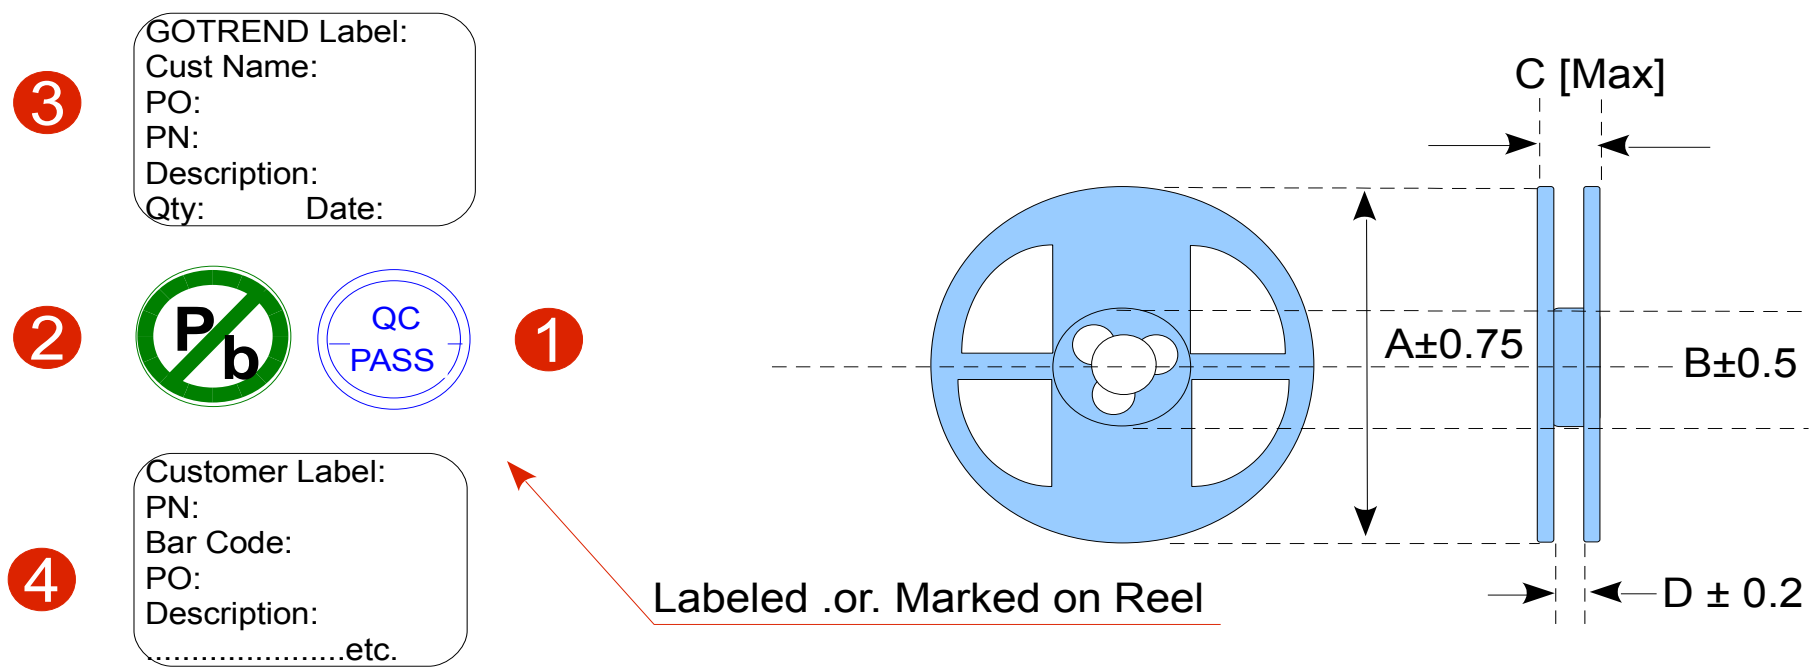 3
GOTREND Label:
Cust Name:
PO:
PN:
Description:
Qty: Date:
2
Pb
QC
PASS
1
4
Customer Label:
PN:
Bar Code:
PO:
Description:
......................etc.
Labeled .or. Marked on Reel
C [Max]
A±0.75
B±0.5
D ± 0.2